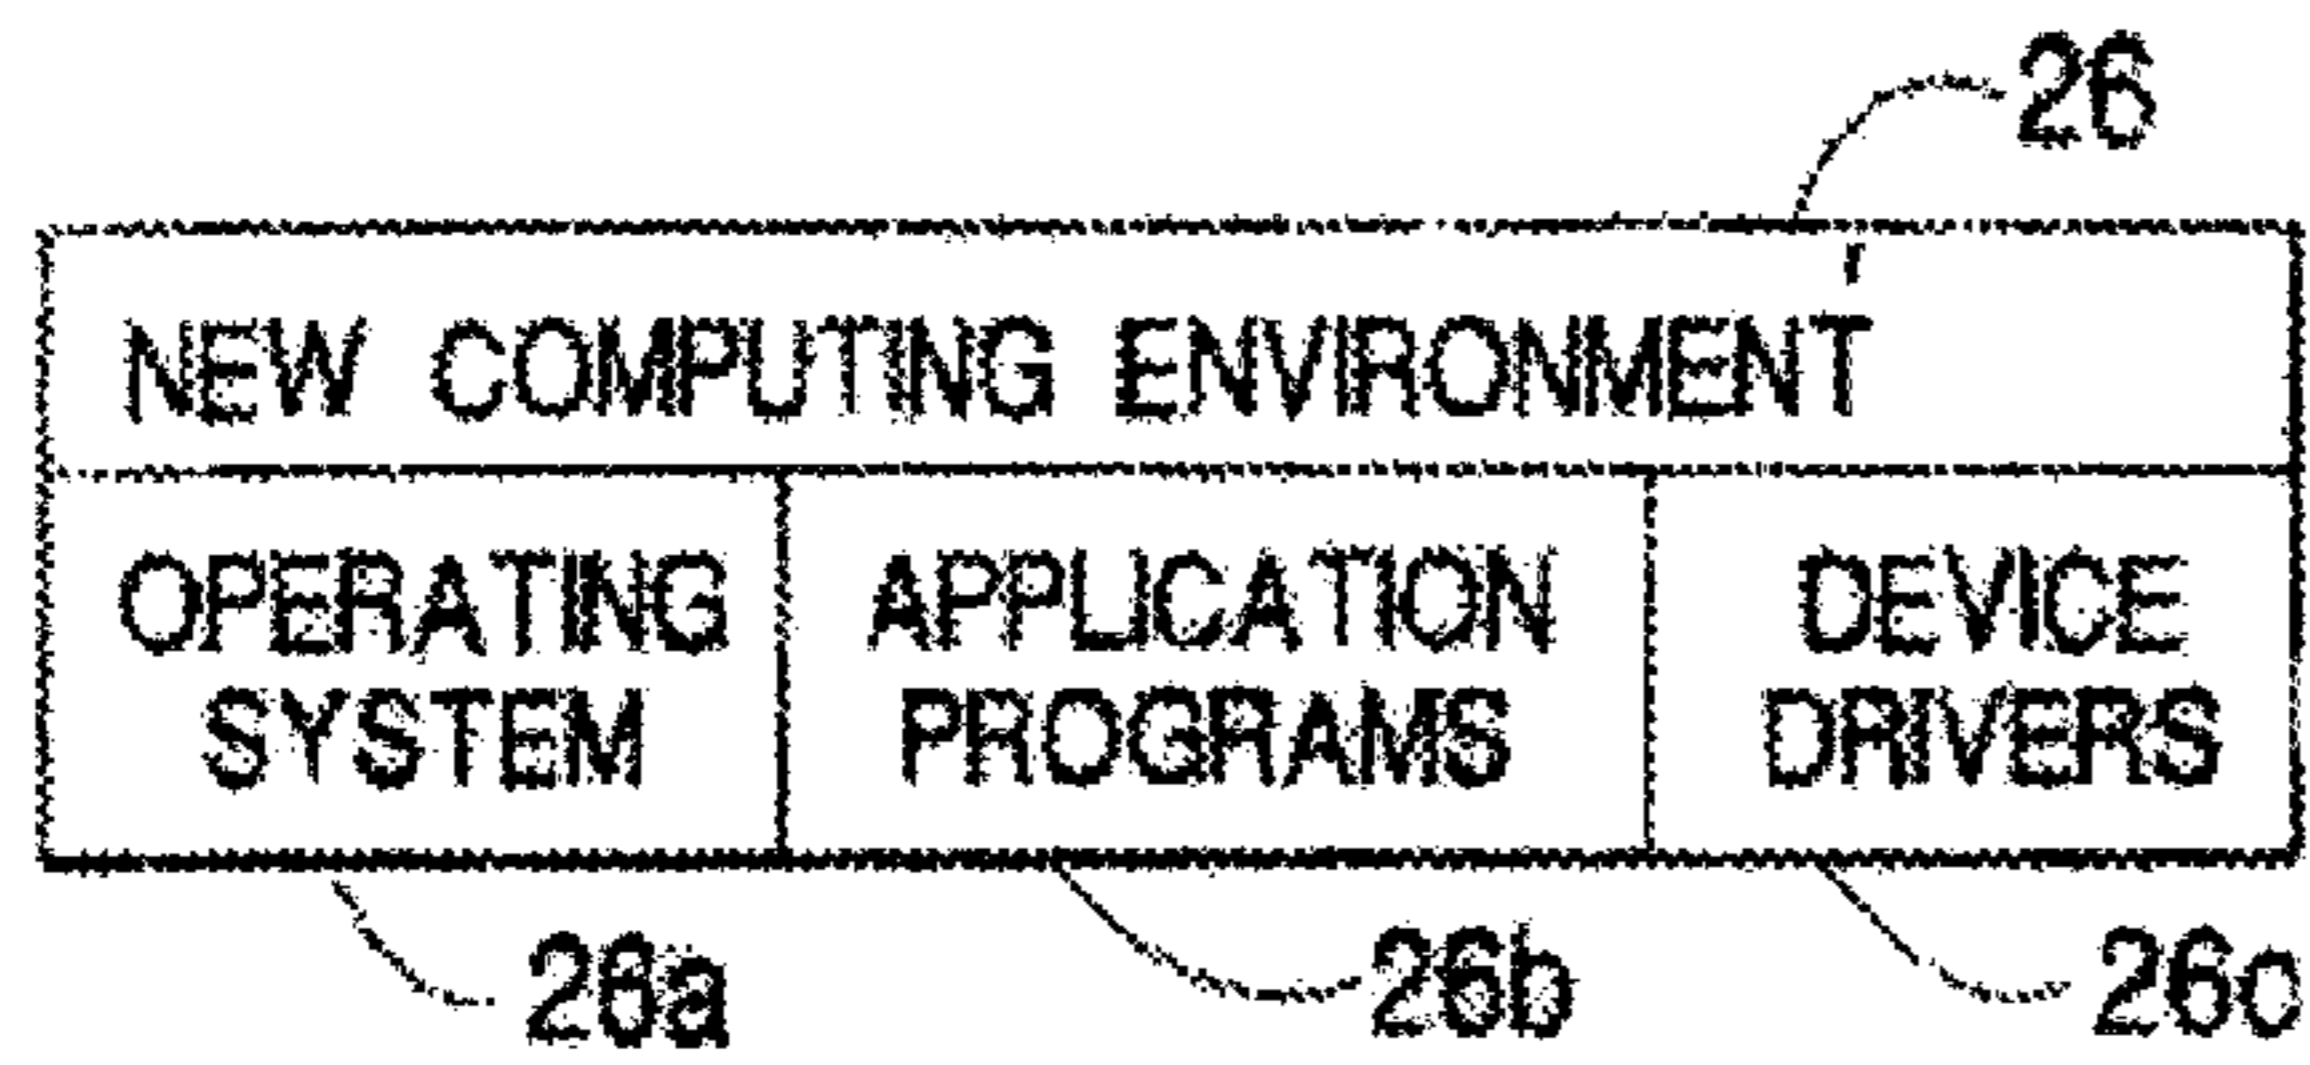 26
NEW COMPUTING ENVIRONMENT
OPERATING
SYSTEM
APPLICATION
PROGRAMS
DEVICE
DRIVERS
26a
26b
26c